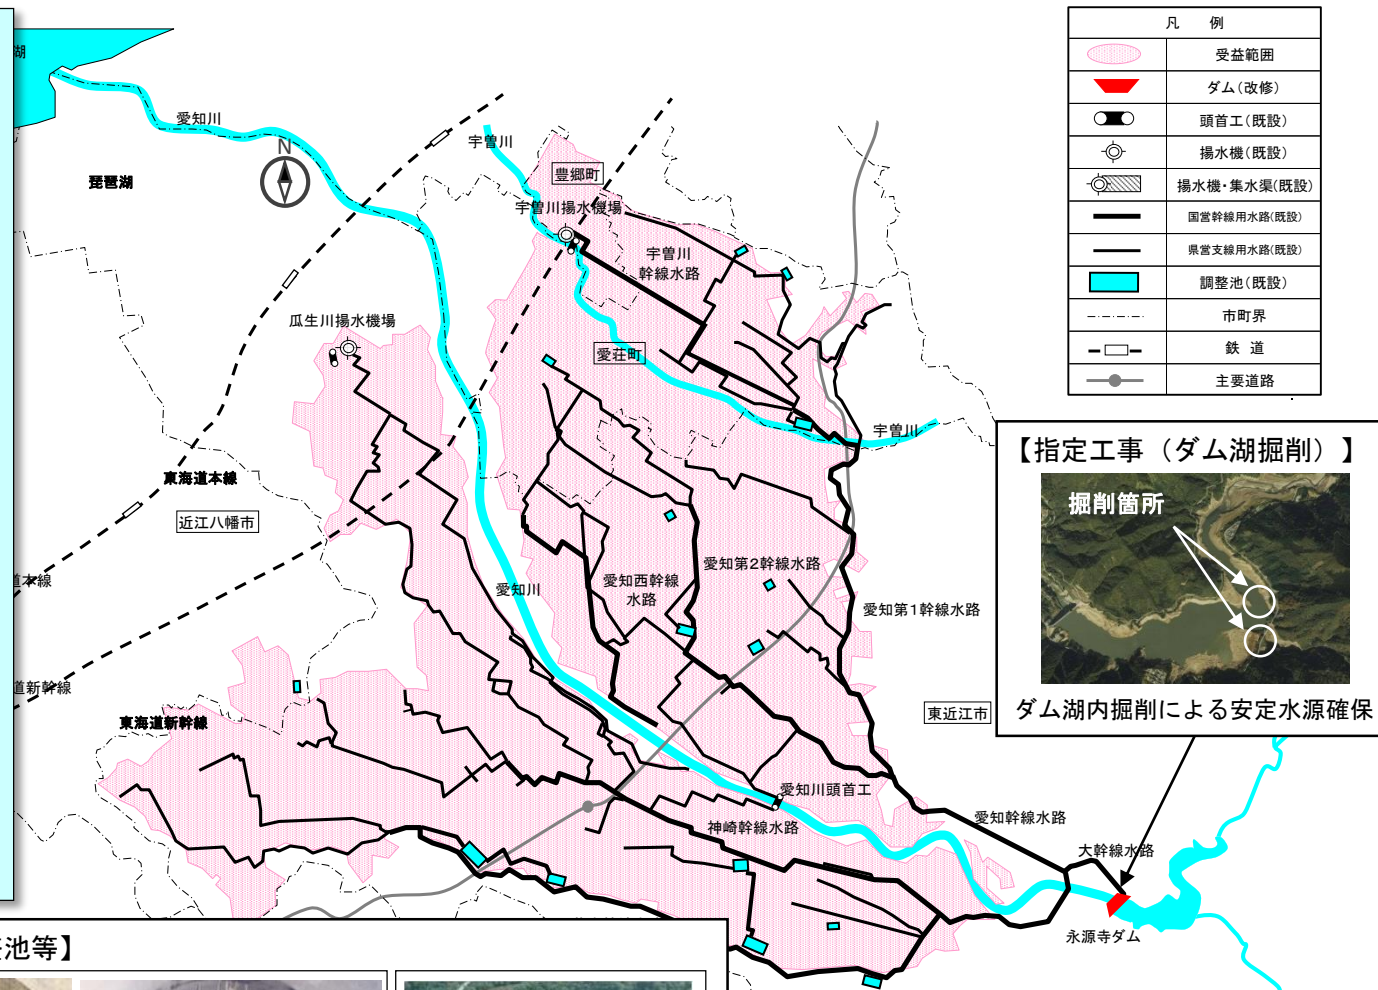 湖
愛知川
N
琵琶湖
宇曽川
豊郷町
宇曽川揚水機場
宇曽川
幹線水路
瓜生川揚水機場
愛荘町
宇曽川
東海道本線
近江八幡市
道本線
愛知川
愛知西幹線
水路
愛知第2幹線水路
愛知第1幹線水路
道新幹線
東海道新幹線
東近江市
愛知川頭首工
神崎幹線水路
愛知幹線水路
大幹線水路
永源寺ダム
凡 例
受益範囲
ダム(改修)
頭首工(既設)
揚水機(既設)
揚水機・集水渠(既設)
国営幹線用水路(既設)
県営支線用水路(既設)
調整池(既設)
市町界
鉄 道
主要道路
【指定工事(ダム湖掘削)】
掘削箇所
ダム湖内掘削による安定水源確保
池等】